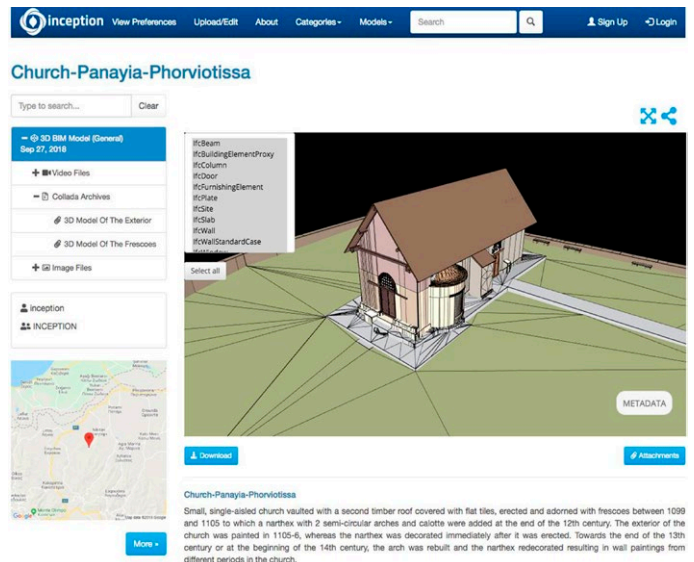 inception View Preferences Upload/Edit About Categories Models Search Sign Up Login
Church-Panayia-Phorviotissa
Type to search... Clear
3D BIM Model (General)
Sep 27, 2018
Video Files
Collada Archives
3D Model Of The Exterior
3D Model Of The Frescoes
Image Files
inception
INCEPTION
IfcBeam
IfcBuildingElementProxy
IfcColumn
IfcDoor
IfcFurnishingElement
IfcPlate
IfcSite
IfcSlab
IfcWall
IfcWallStandardCase
Select all
METADATA
Download
Attachments
Google
More
Church-Panayia-Phorviotissa
Small, single-aisled church vaulted with a second timber roof covered with flat tiles, erected and adorned with frescoes between 1099
and 1105 to which a narthex with 2 semi-circular arches and calotte were added at the end of the 12th century. The exterior of the
church was painted in 1105-6, whereas the narthex was decorated immediately after it was erected. Towards the end of the 13th
century or at the beginning of the 14th century, the arch was rebuilt and the narthex redecorated resulting in wall paintings from
different periods in the church.